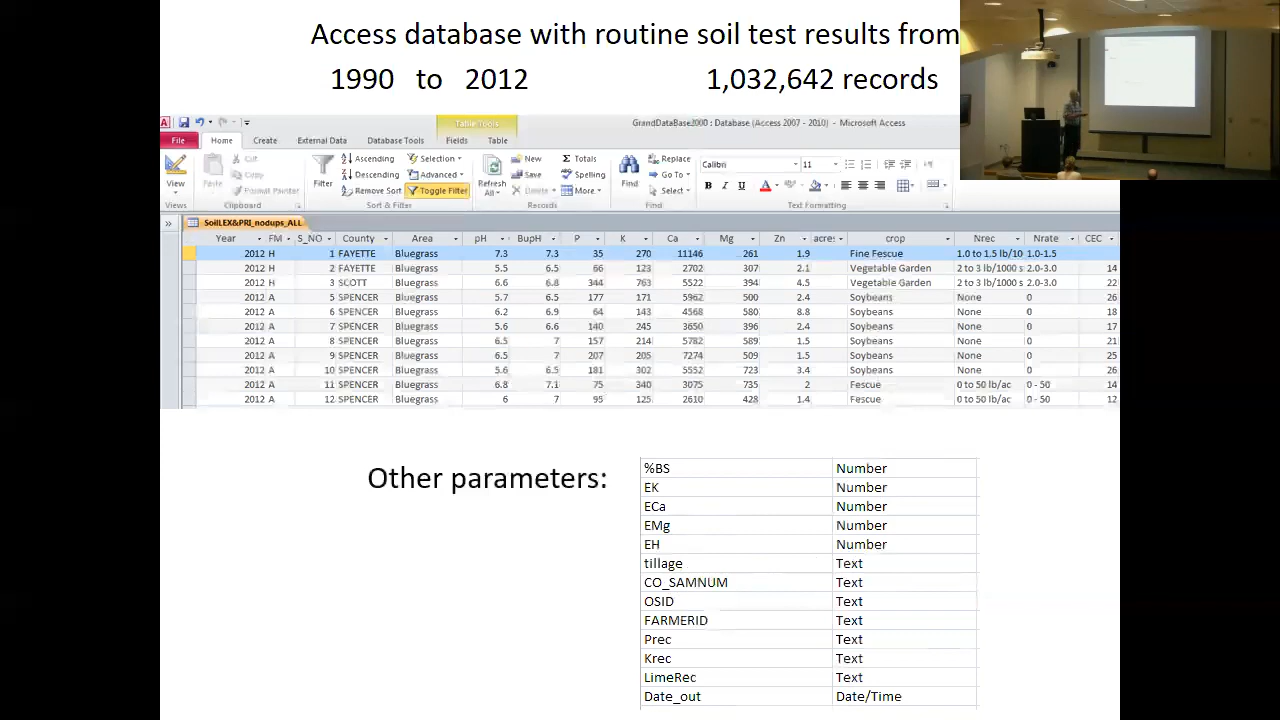 Access database with routine soil test results from
1990 to 2012 1,032,642 records
Table Tools GrandDataBase2000 : Database (Access 2007 - 2010) - Microsoft Access
File Home Create External Data Database Tools Fields Table
Cut Ascending Selection New Totals Replace Calibri 11
Copy Descending Advanced Save Spelling Go To
View Paste Format Painter Filter Remove Sort Toggle Filter Refresh All Delete More Find Select B I U A
Views Clipboard Sort & Filter Records Find Text Formatting
SoilLEX&PRI_nodups_ALL
Year FM S_NO County Area pH BupH P K Ca Mg Zn acres crop Nrec Nrate CEC
2012 H 1 FAYETTE Bluegrass 7.3 7.3 35 270 11146 261 1.9 Fine Fescue 1.0 to 1.5 lb/10 1.0-1.5
2012 H 2 FAYETTE Bluegrass 5.5 6.5 66 123 2702 307 2.1 Vegetable Garden 2 to 3 lb/1000 s 2.0-3.0 14
2012 H 3 SCOTT Bluegrass 6.6 6.8 344 763 5522 394 4.5 Vegetable Garden 2 to 3 lb/1000 s 2.0-3.0 22
2012 A 5 SPENCER Bluegrass 5.7 6.5 177 171 5962 500 2.4 Soybeans None 0 26
2012 A 6 SPENCER Bluegrass 6.2 6.9 64 143 4568 580 8.8 Soybeans None 0 18
2012 A 7 SPENCER Bluegrass 5.6 6.6 140 245 3650 396 2.4 Soybeans None 0 17
2012 A 8 SPENCER Bluegrass 6.5 7 157 214 5782 589 1.5 Soybeans None 0 21
2012 A 9 SPENCER Bluegrass 6.5 7 207 205 7274 509 1.5 Soybeans None 0 25
2012 A 10 SPENCER Bluegrass 5.6 6.5 181 302 5552 723 3.4 Soybeans None 0 26
2012 A 11 SPENCER Bluegrass 6.8 7.1 75 340 3075 735 2 Fescue 0 to 50 lb/ac 0 - 50 14
2012 A 12 SPENCER Bluegrass 6 7 95 125 2610 428 1.4 Fescue 0 to 50 lb/ac 0 - 50 12
Other parameters:
%BS Number
EK Number
ECa Number
EMg Number
EH Number
tillage Text
CO_SAMNUM Text
OSID Text
FARMERID Text
Prec Text
Krec Text
LimeRec Text
Date_out Date/Time